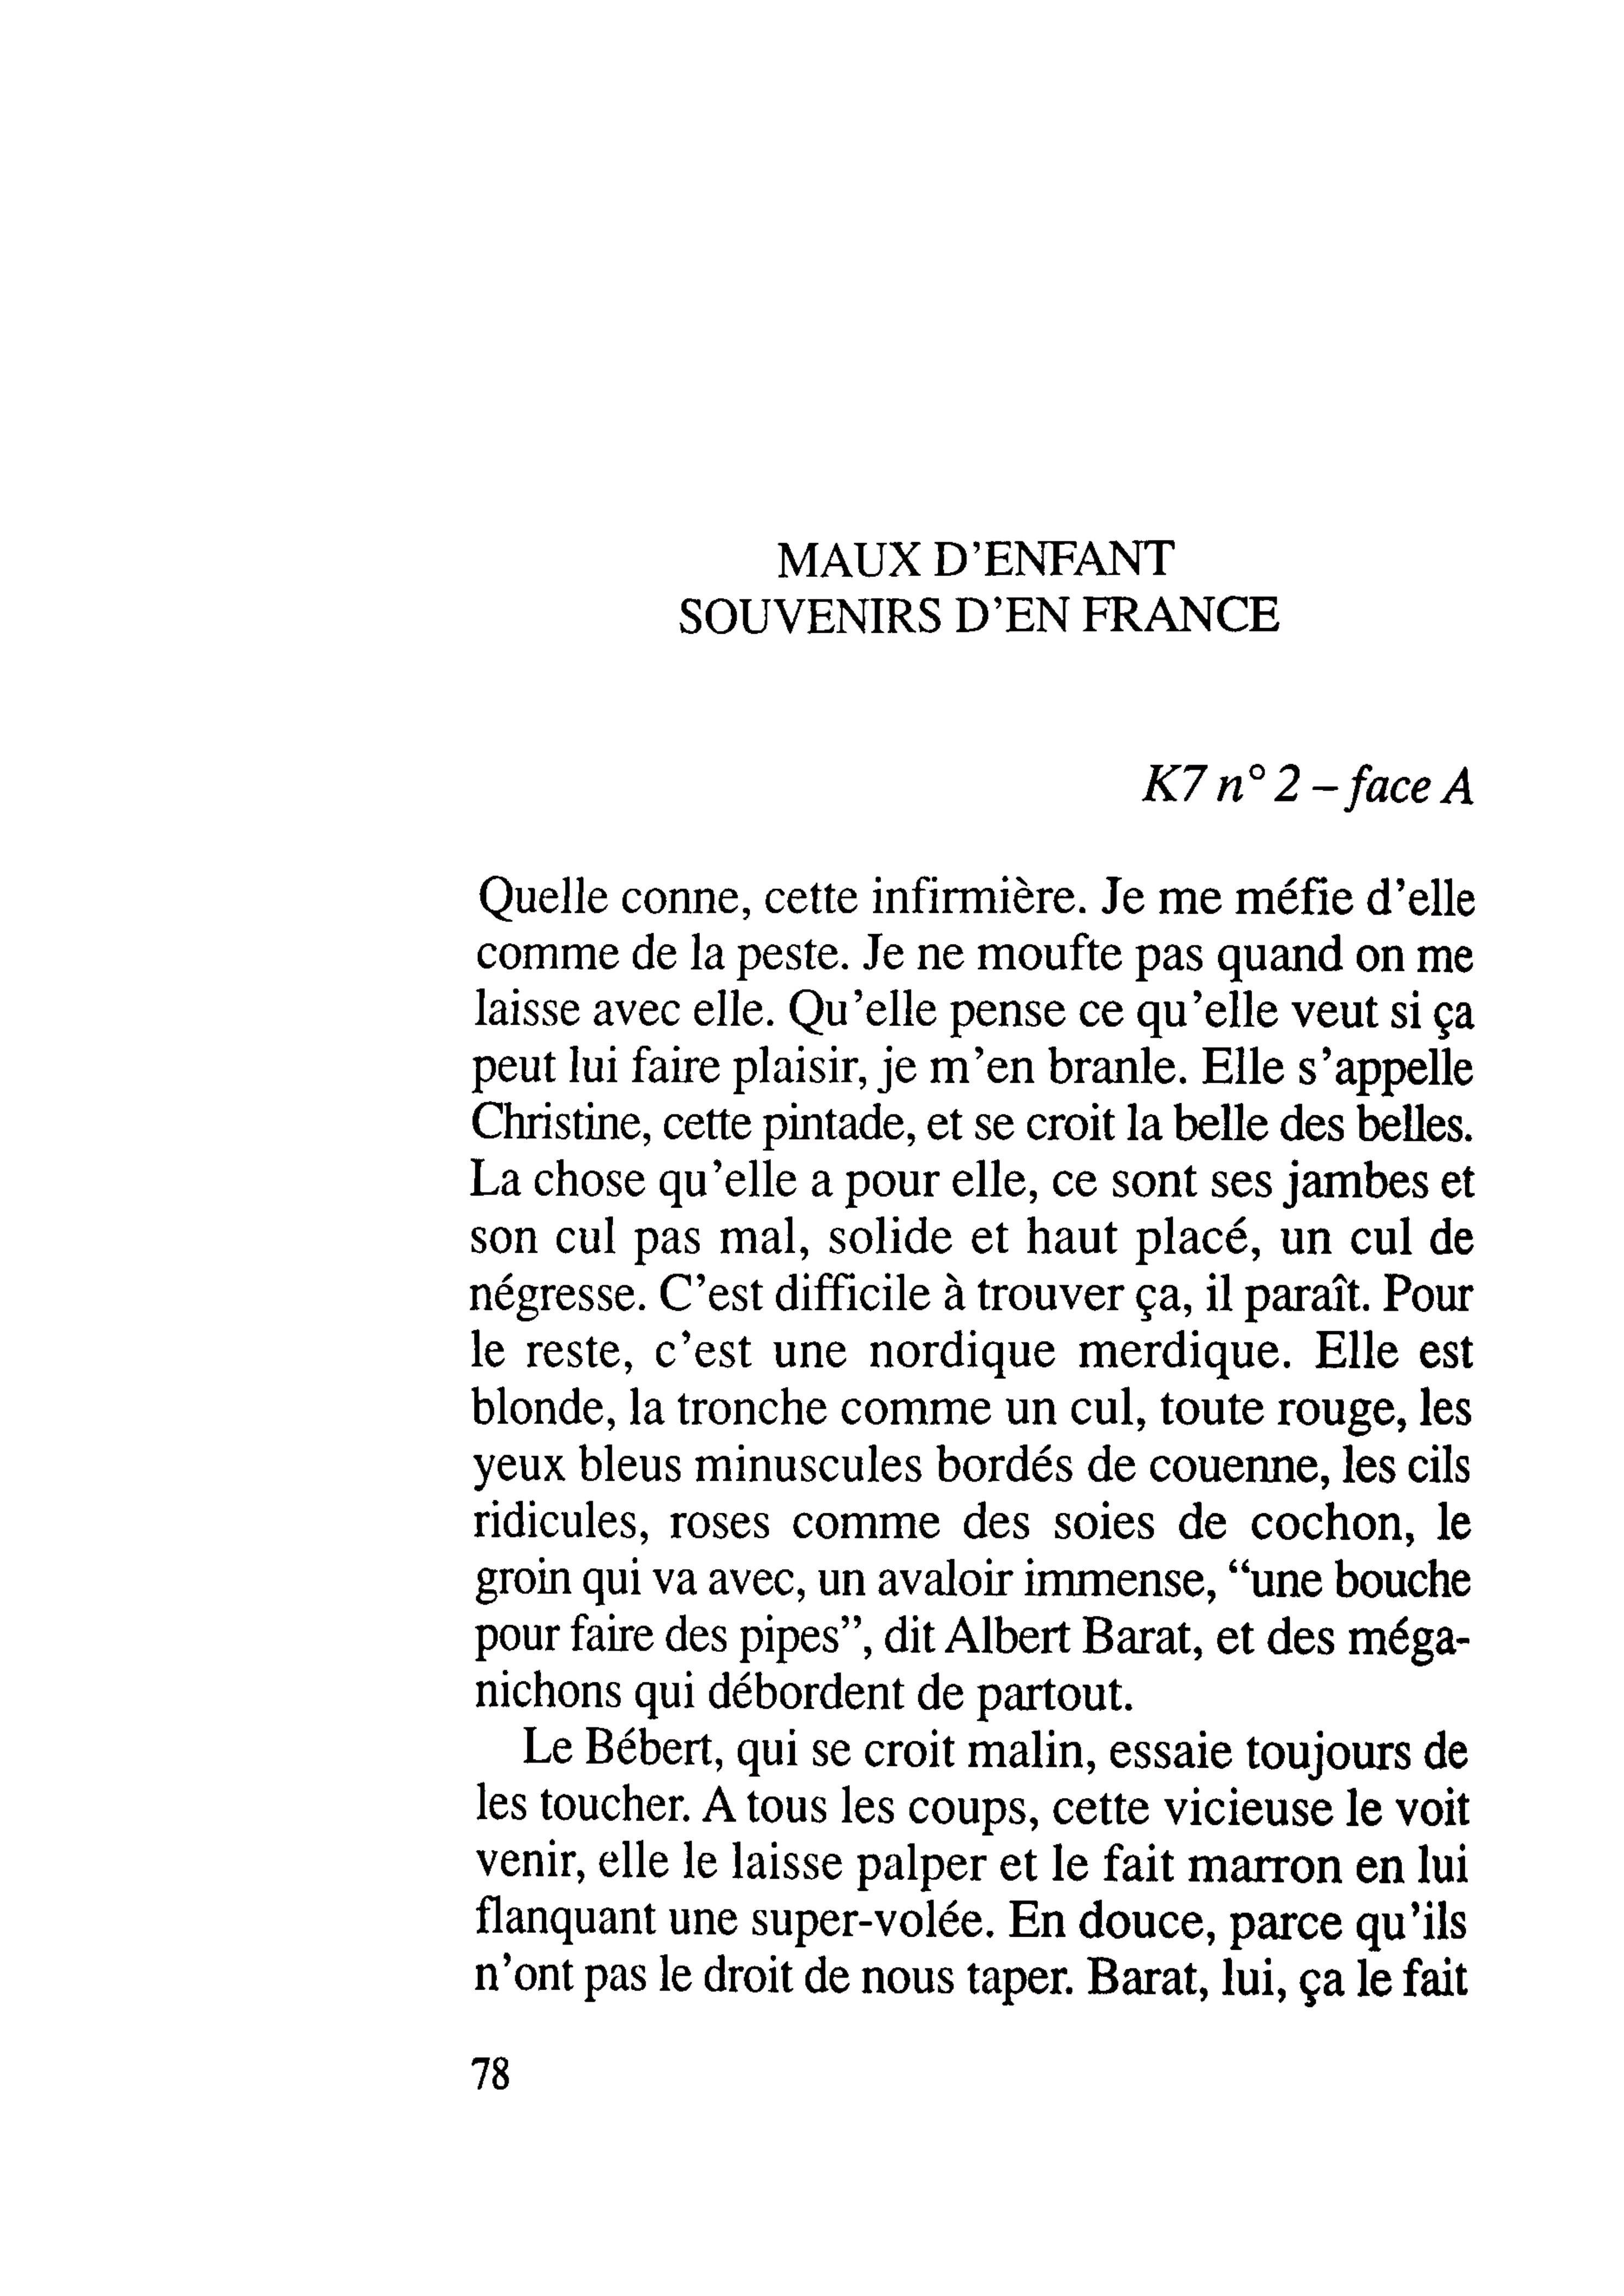 MAUX D'ENFANT
SOUVENIRS D'EN FRANCE
K7 n° 2 – face A
Quelle conne, cette infirmière. Je me méfie d'elle
comme de la peste. Je ne moufte pas quand on me
laisse avec elle. Qu'elle pense ce qu'elle veut si ça
peut lui faire plaisir, je m'en branle. Elle s'appelle
Christine, cette pintade, et se croit la belle des belles.
La chose qu'elle a pour elle, ce sont ses jambes et
son cul pas mal, solide et haut placé, un cul de
négresse. C'est difficile à trouver ça, il paraît. Pour
le reste, c'est une nordique merdique. Elle est
blonde, la tronche comme un cul, toute rouge, les
yeux bleus minuscules bordés de couenne, les cils
ridicules, roses comme des soies de cochon, le
groin qui va avec, un avaloir immense, “une bouche
pour faire des pipes”, dit Albert Barat, et des méga-
nichons qui débordent de partout.
Le Bébert, qui se croit malin, essaie toujours de
les toucher. A tous les coups, cette vicieuse le voit
venir, elle le laisse palper et le fait marron en lui
flanquant une super-volée. En douce, parce qu'ils
n'ont pas le droit de nous taper. Barat, lui, ça le fait
78